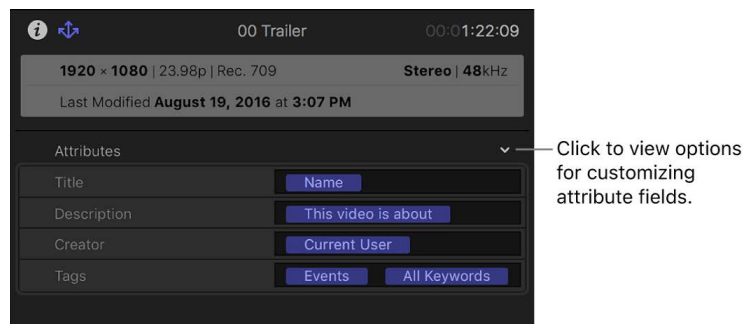 00 Trailer 00:01:22:09
1920 × 1080 | 23.98p | Rec. 709 Stereo | 48kHz
Last Modified August 19, 2016 at 3:07 PM
Attributes
Title Name
Description This video is about
Creator Current User
Tags Events All Keywords
Click to view options
for customizing
attribute fields.